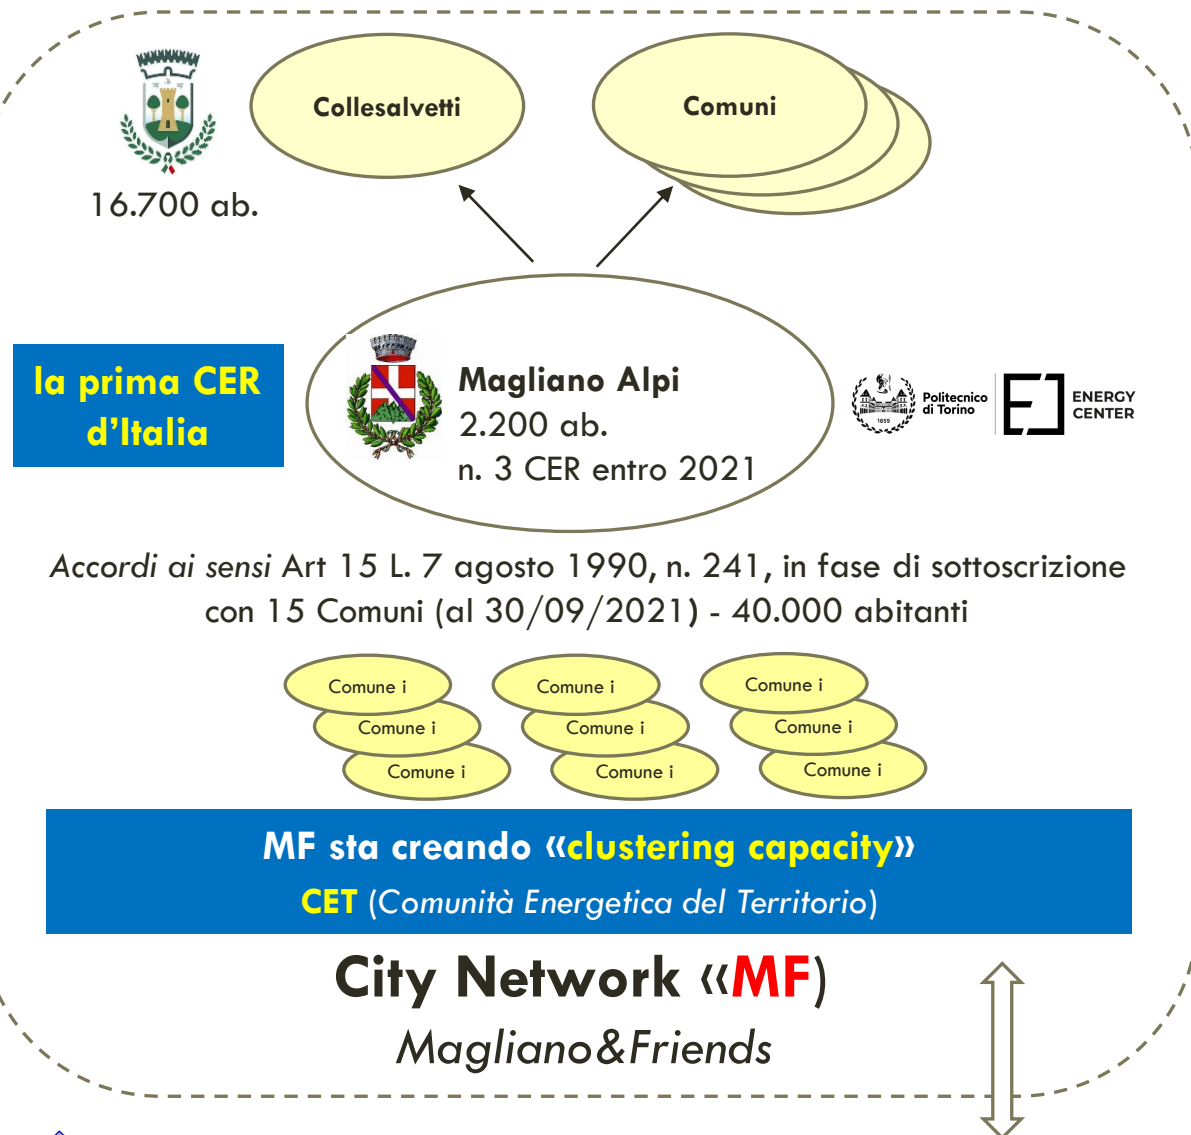 Collesalvetti
Comuni
16.700 ab.
la prima CER
d'Italia
Magliano Alpi
2.200 ab.
n. 3 CER entro 2021
1859
Politecnico
di Torino
ENERGY
CENTER
Accordi ai sensi Art 15 L. 7 agosto 1990, n. 241, in fase di sottoscrizione
con 15 Comuni (al 30/09/2021) - 40.000 abitanti
Comune i
Comune i
Comune i
Comune i
Comune i
Comune i
Comune i
Comune i
Comune i
MF sta creando «clustering capacity»
CET (Comunità Energetica del Territorio)
City Network «MF)
Magliano&Friends